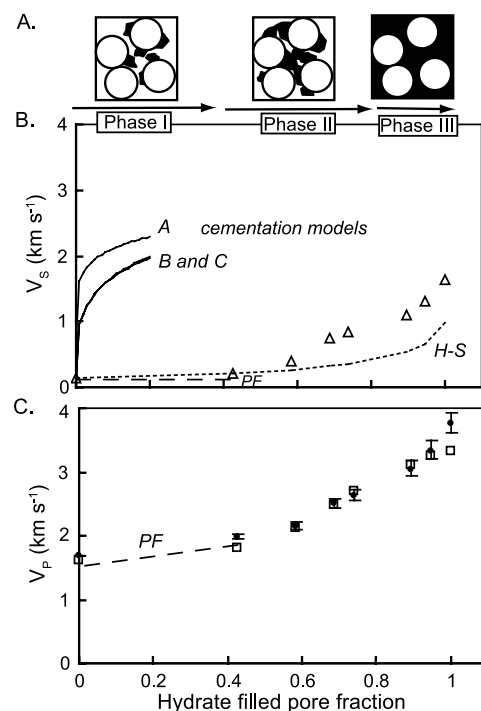 A.
Phase I Phase II Phase III
B.
4
3
A cementation models
2
B and C
1
H-S
PF
0
V_S (km s⁻¹)
C.
4
3
PF
2
1
0
V_P (km s⁻¹)
0 0.2 0.4 0.6 0.8 1
Hydrate filled pore fraction